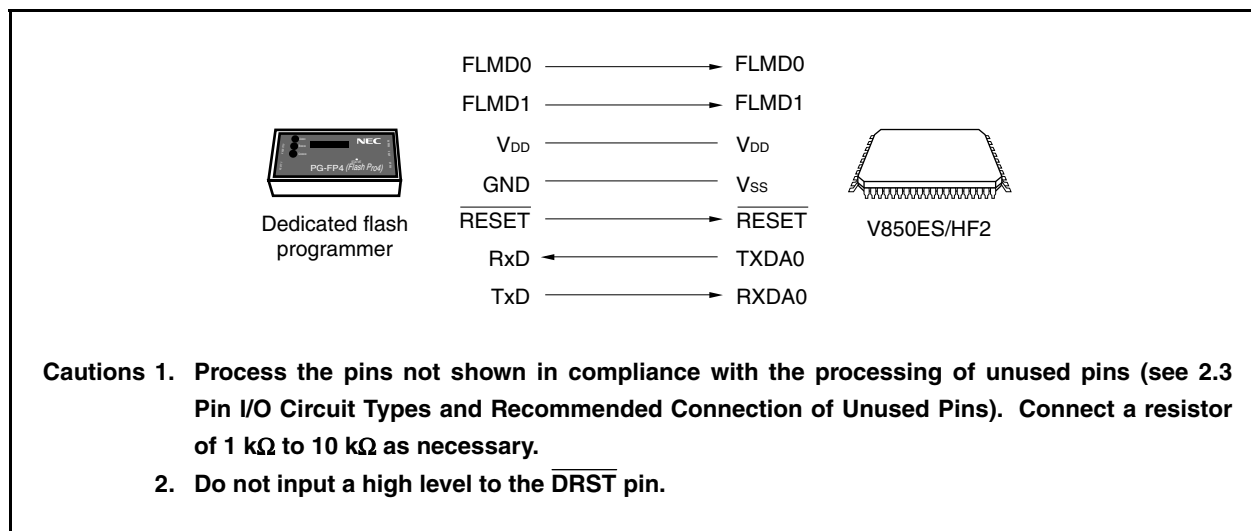 FLMD0 FLMD0
FLMD1 FLMD1
NEC
PG-FP4 (Flash Pro4)
VDD VDD
GND VSS
RESET RESET
Dedicated flash
programmer
V850ES/HF2
RxD TXDA0
TxD RXDA0
Cautions 1. Process the pins not shown in compliance with the processing of unused pins (see 2.3
Pin I/O Circuit Types and Recommended Connection of Unused Pins). Connect a resistor
of 1 kΩ to 10 kΩ as necessary.
2. Do not input a high level to the DRST pin.